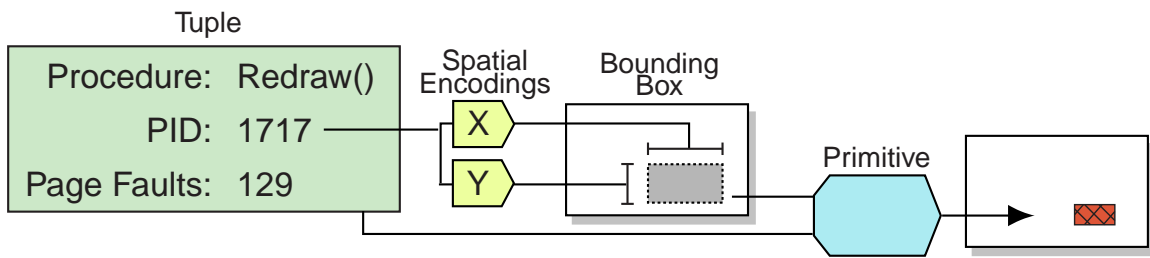 Tuple
Procedure: Redraw()
PID: 1717
Page Faults: 129
Spatial
Encodings
X
Y
Bounding
Box
Primitive